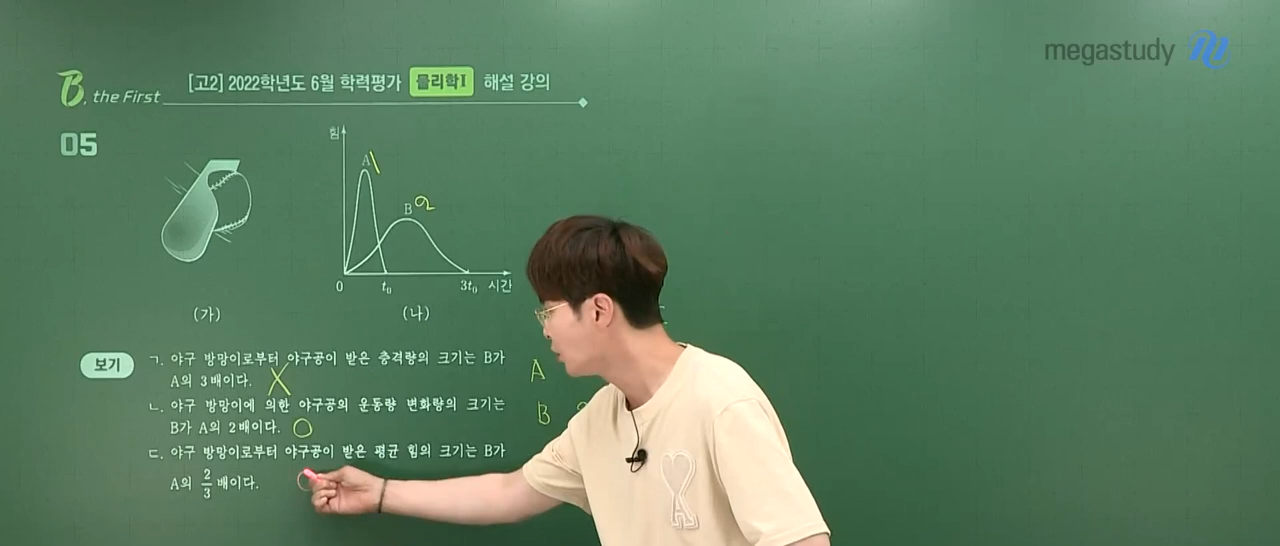 megastudy
B. the First
[고2] 2022학년도 6월 학력평가 물리학Ⅰ 해설 강의
05
힘
A \
B 2
0 t₀ 3t₀ 시간
(가) (나)
보기
ㄱ. 야구 방망이로부터 야구공이 받은 충격량의 크기는 B가
A의 3배이다. X
ㄴ. 야구 방망이에 의한 야구공의 운동량 변화량의 크기는
B가 A의 2배이다. O
ㄷ. 야구 방망이로부터 야구공이 받은 평균 힘의 크기는 B가
A의 2/3 배이다.
A
B
A